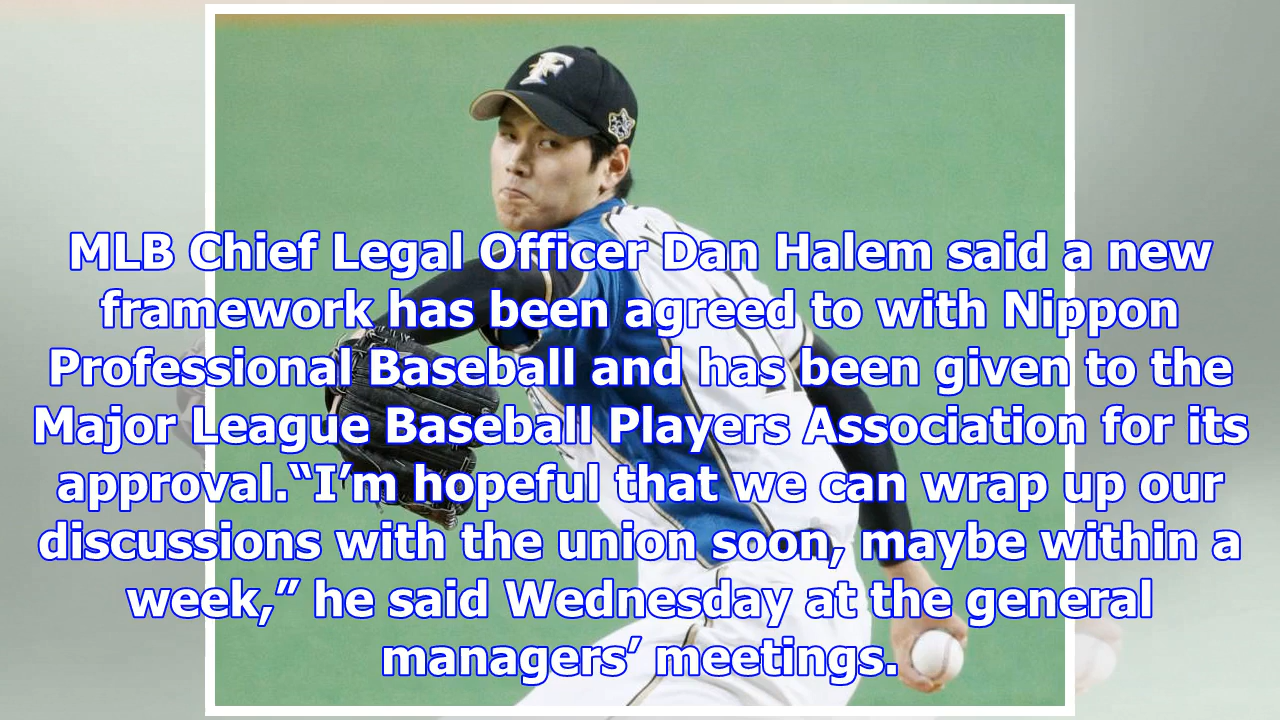 F
MLB Chief Legal Officer Dan Halem said a new
framework has been agreed to with Nippon
Professional Baseball and has been given to the
Major League Baseball Players Association for its
approval.“I’m hopeful that we can wrap up our
discussions with the union soon, maybe within a
week,” he said Wednesday at the general
managers’ meetings.